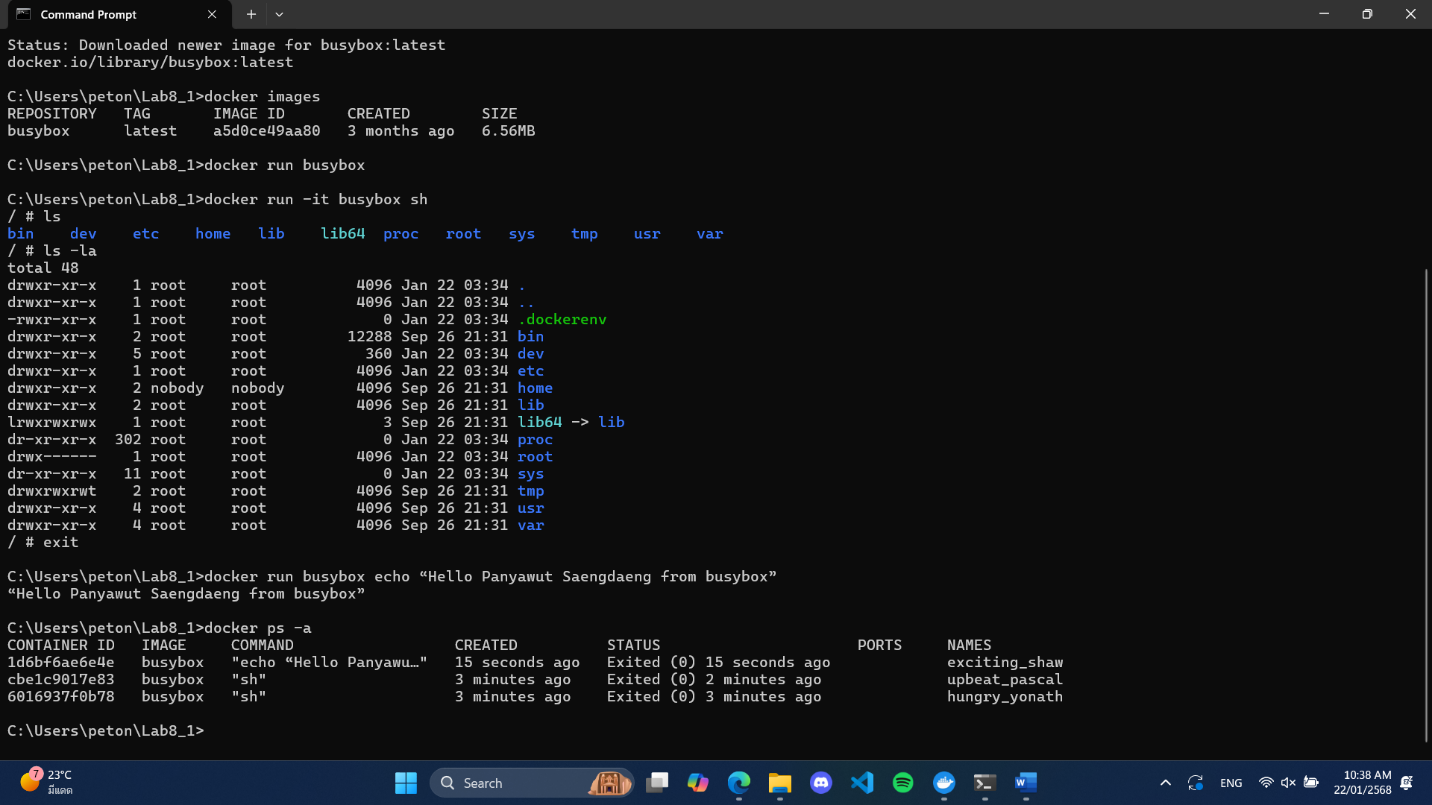 Command Prompt
Status: Downloaded newer image for busybox:latest
docker.io/library/busybox:latest
C:\Users\peton\Lab8_1>docker images
REPOSITORY   TAG       IMAGE ID       CREATED        SIZE
busybox      latest    a5d0ce49aa80   3 months ago   6.56MB
C:\Users\peton\Lab8_1>docker run busybox
C:\Users\peton\Lab8_1>docker run -it busybox sh
/ # ls
bin    dev    etc    home   lib    lib64  proc   root   sys    tmp    usr    var
/ # ls -la
total 48
drwxr-xr-x    1 root     root          4096 Jan 22 03:34 .
drwxr-xr-x    1 root     root          4096 Jan 22 03:34 ..
-rwxr-xr-x    1 root     root             0 Jan 22 03:34 .dockerenv
drwxr-xr-x    2 root     root         12288 Sep 26 21:31 bin
drwxr-xr-x    5 root     root           360 Jan 22 03:34 dev
drwxr-xr-x    1 root     root          4096 Jan 22 03:34 etc
drwxr-xr-x    2 nobody   nobody        4096 Sep 26 21:31 home
drwxr-xr-x    2 root     root          4096 Sep 26 21:31 lib
lrwxrwxrwx    1 root     root             3 Sep 26 21:31 lib64 -> lib
dr-xr-xr-x  302 root     root             0 Jan 22 03:34 proc
drwx------    1 root     root          4096 Jan 22 03:34 root
dr-xr-xr-x   11 root     root             0 Jan 22 03:34 sys
drwxrwxrwt    2 root     root          4096 Sep 26 21:31 tmp
drwxr-xr-x    4 root     root          4096 Sep 26 21:31 usr
drwxr-xr-x    4 root     root          4096 Sep 26 21:31 var
/ # exit
C:\Users\peton\Lab8_1>docker run busybox echo “Hello Panyawut Saengdaeng from busybox”
“Hello Panyawut Saengdaeng from busybox”
C:\Users\peton\Lab8_1>docker ps -a
CONTAINER ID   IMAGE     COMMAND                  CREATED          STATUS                      PORTS     NAMES
1d6bf6ae6e4e   busybox   "echo “Hello Panyawu…"   15 seconds ago   Exited (0) 15 seconds ago             exciting_shaw
cbe1c9017e83   busybox   "sh"                     3 minutes ago    Exited (0) 2 minutes ago              upbeat_pascal
6016937f0b78   busybox   "sh"                     3 minutes ago    Exited (0) 3 minutes ago              hungry_yonath
C:\Users\peton\Lab8_1>
7
23°C
มีแดด
Search
ENG
10:38 AM
22/01/2568